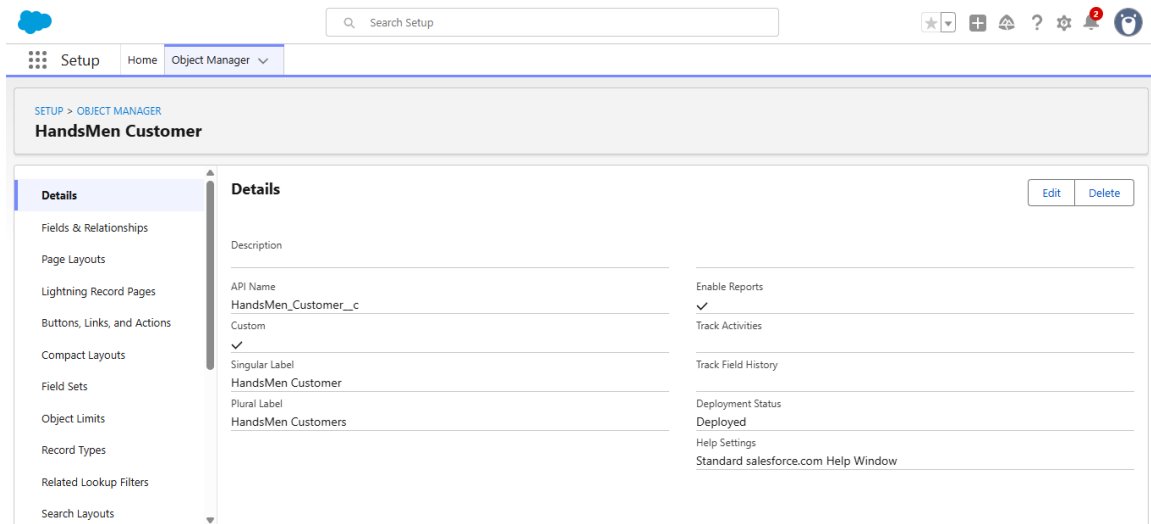 Search Setup
2
Setup
Home
Object Manager
SETUP > OBJECT MANAGER
HandsMen Customer
Details
Fields & Relationships
Page Layouts
Lightning Record Pages
Buttons, Links, and Actions
Compact Layouts
Field Sets
Object Limits
Record Types
Related Lookup Filters
Search Layouts
Details
Edit
Delete
Description
API Name
HandsMen_Customer__c
Custom
Singular Label
HandsMen Customer
Plural Label
HandsMen Customers
Enable Reports
Track Activities
Track Field History
Deployment Status
Deployed
Help Settings
Standard salesforce.com Help Window